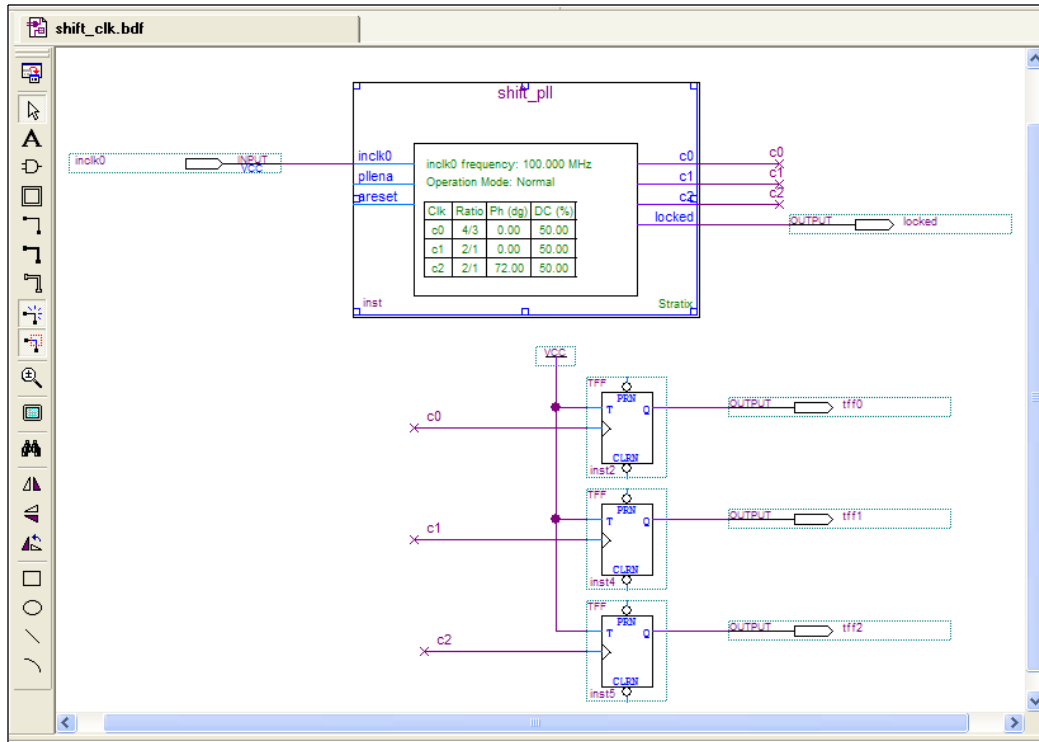 shift_clk.bdf
shift_pll
inclk0
INPUT
VCC
inclk0
pllena
areset
inclk0 frequency: 100.000 MHz
Operation Mode: Normal
Clk Ratio Ph (dg) DC (%)
c0 4/3 0.00 50.00
c1 2/1 0.00 50.00
c2 2/1 72.00 50.00
c0
c1
c2
locked
c0
c1
c2
OUTPUT
locked
inst
Stratix
VCC
TFF
PRN
T Q
CLRN
inst2
c0
OUTPUT
tff0
TFF
PRN
T Q
CLRN
inst4
c1
OUTPUT
tff1
TFF
PRN
T Q
CLRN
inst5
c2
OUTPUT
tff2
A